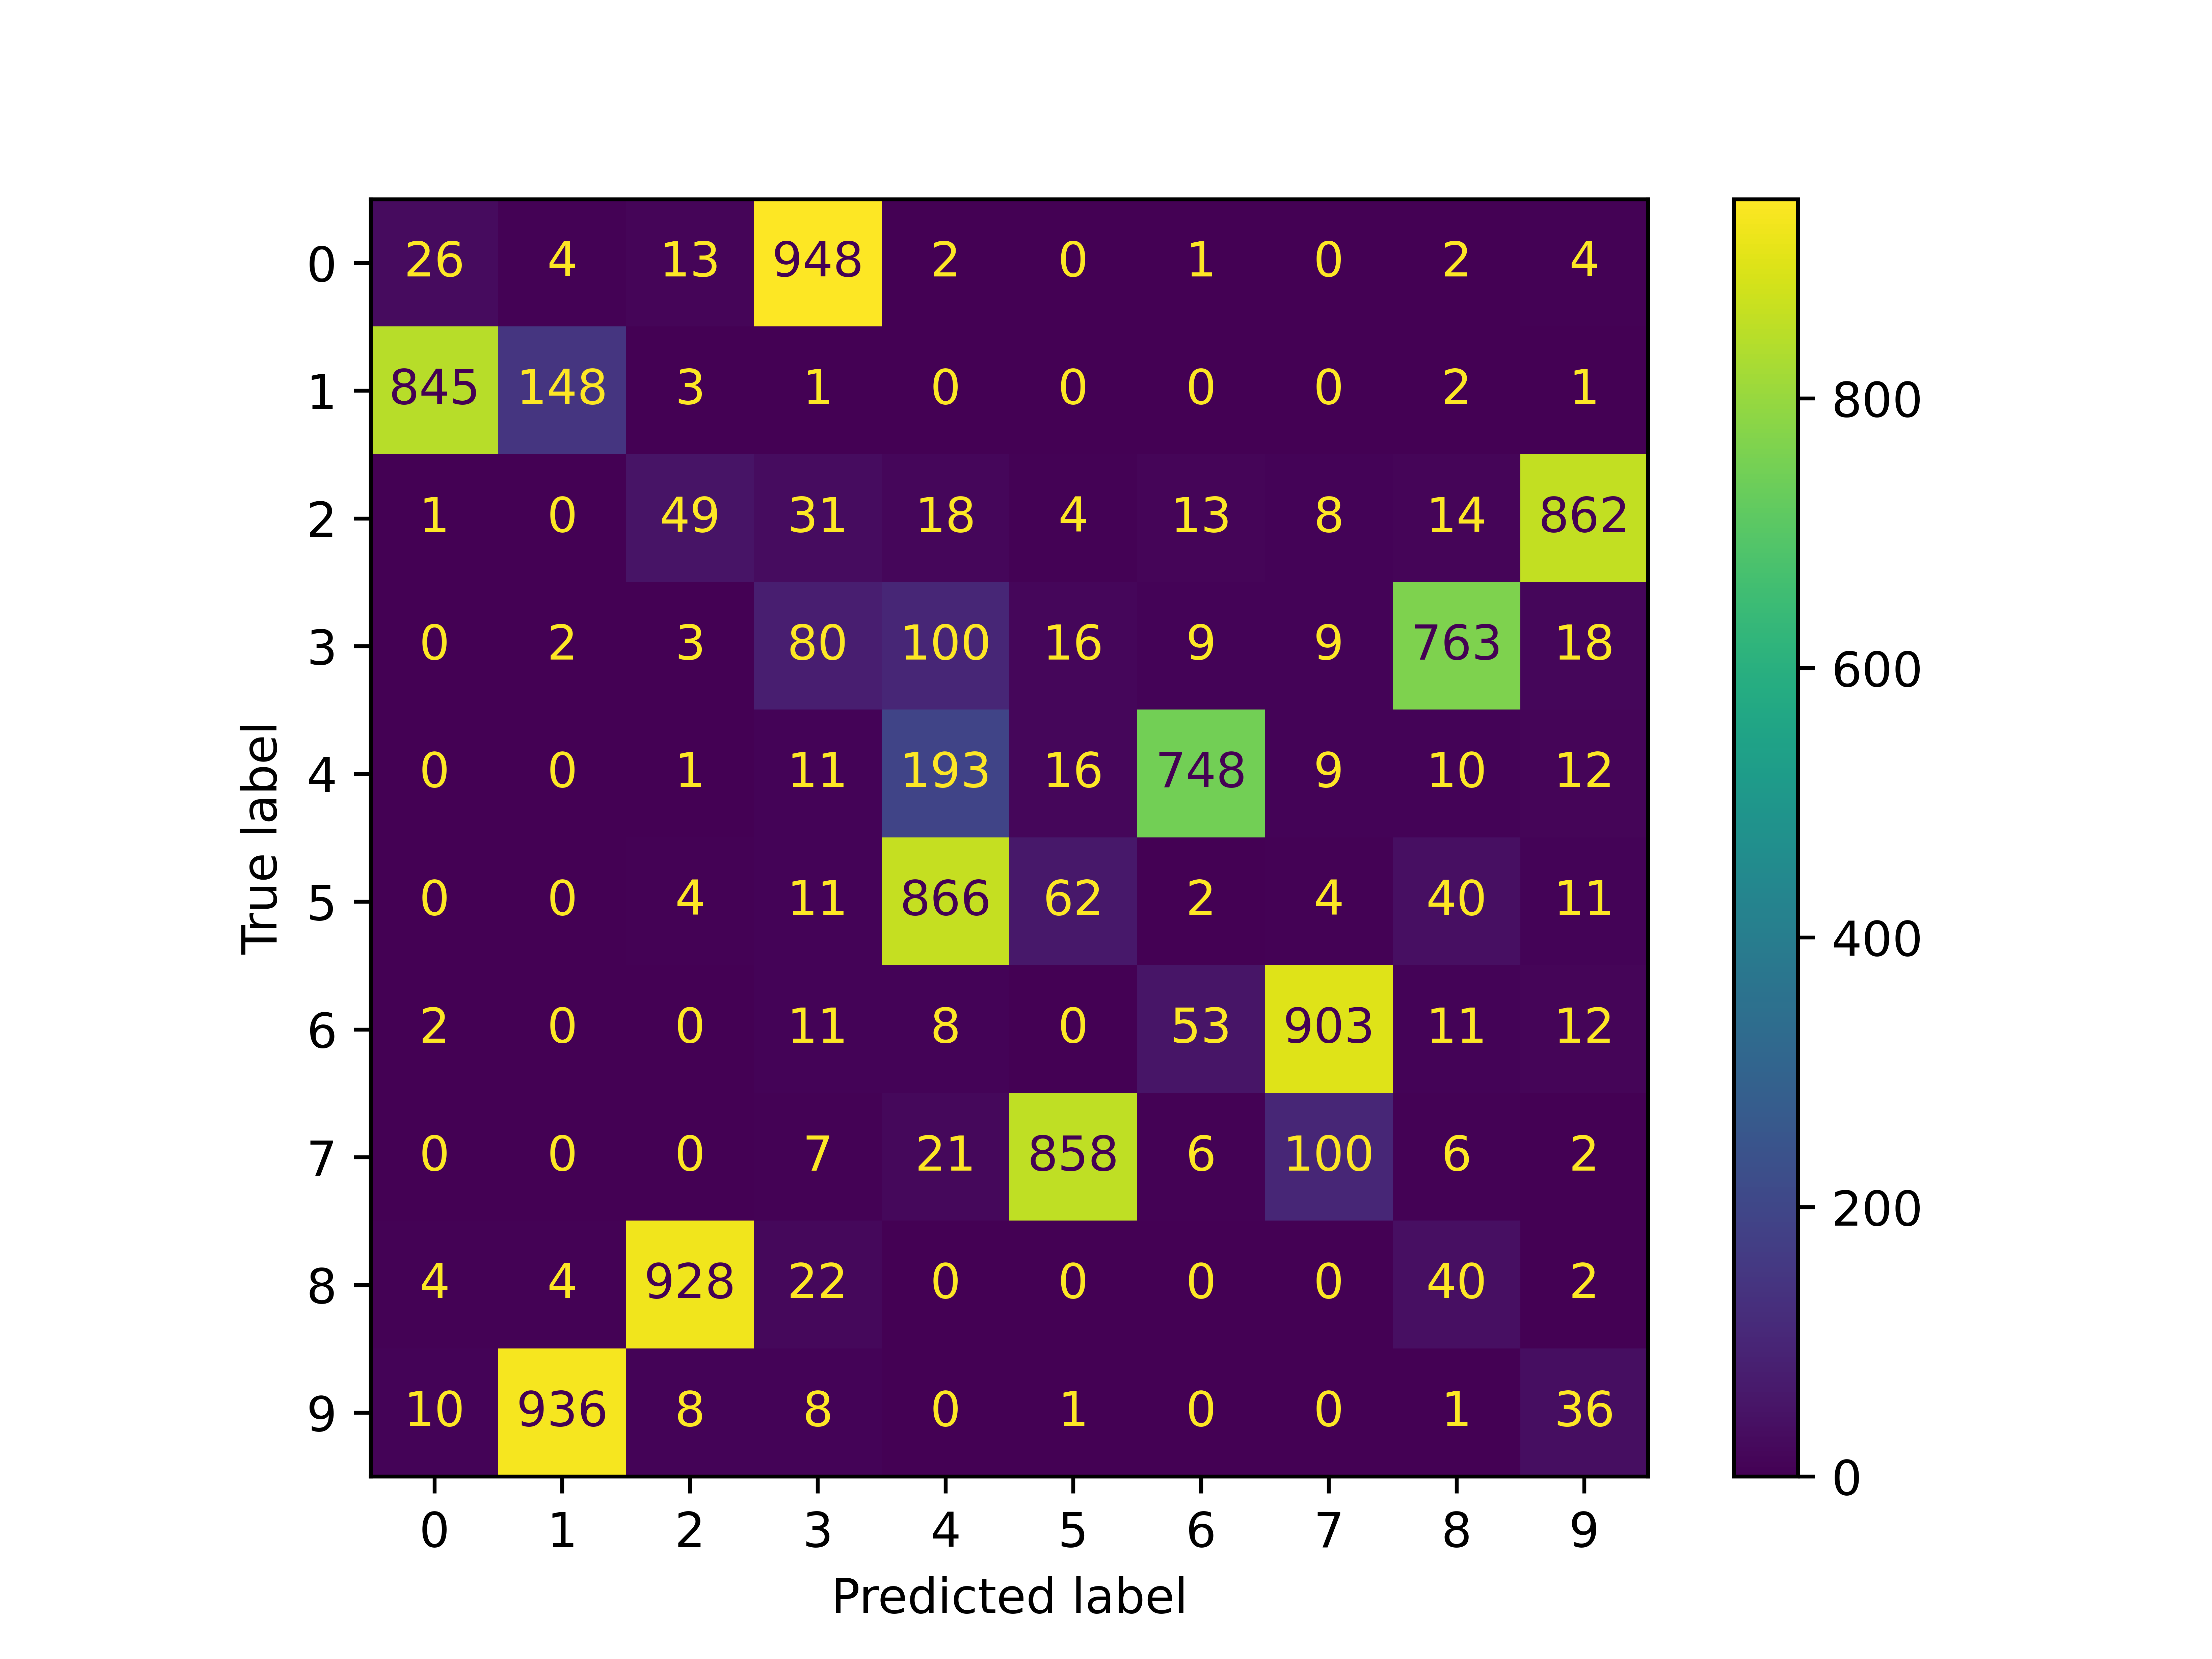 0 26 4 13 948 2 0 1 0 2 4
1 845 148 3 1 0 0 0 0 2 1
2 1 0 49 31 18 4 13 8 14 862
3 0 2 3 80 100 16 9 9 763 18
4 0 0 1 11 193 16 748 9 10 12
5 0 0 4 11 866 62 2 4 40 11
6 2 0 0 11 8 0 53 903 11 12
7 0 0 0 7 21 858 6 100 6 2
8 4 4 928 22 0 0 0 0 40 2
9 10 936 8 8 0 1 0 0 1 36
0 1 2 3 4 5 6 7 8 9
Predicted label
True label
800
600
400
200
0